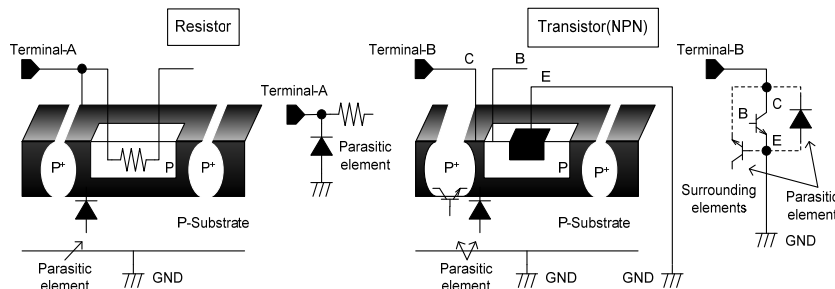 Resistor
Terminal-A
P+
P
P+
P-Substrate
Parasitic
element
GND
Terminal-A
Parasitic
element
Transistor(NPN)
Terminal-B
C
B
E
P+
P
P+
P-Substrate
Parasitic
element
GND
GND
Terminal-B
C
B
E
Surrounding
elements
Parasitic
element
GND